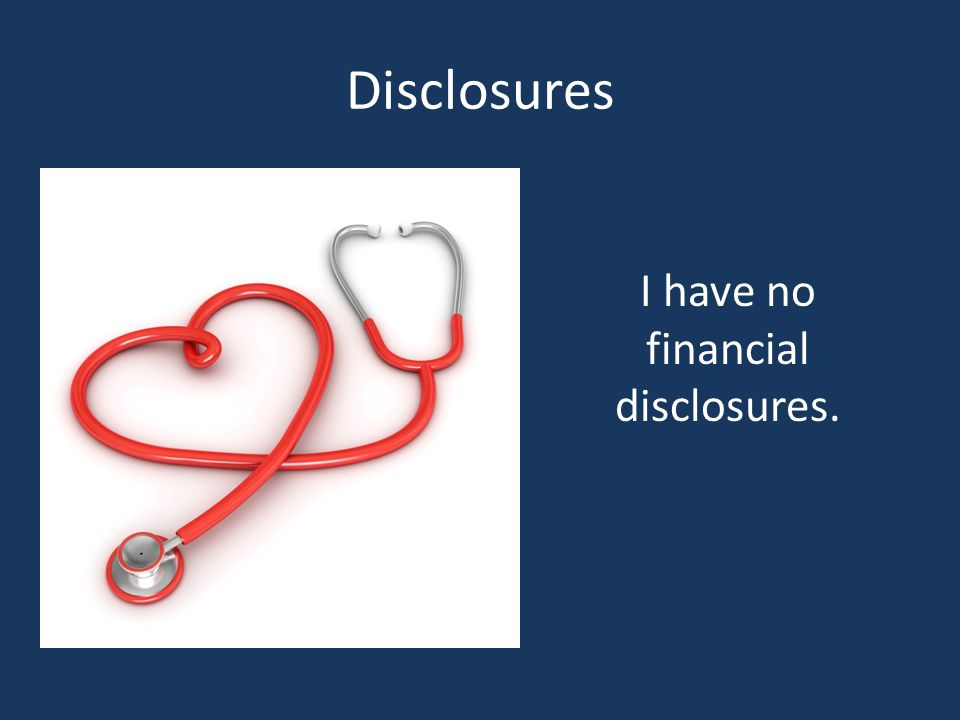 Disclosures
I have no
financial
disclosures.